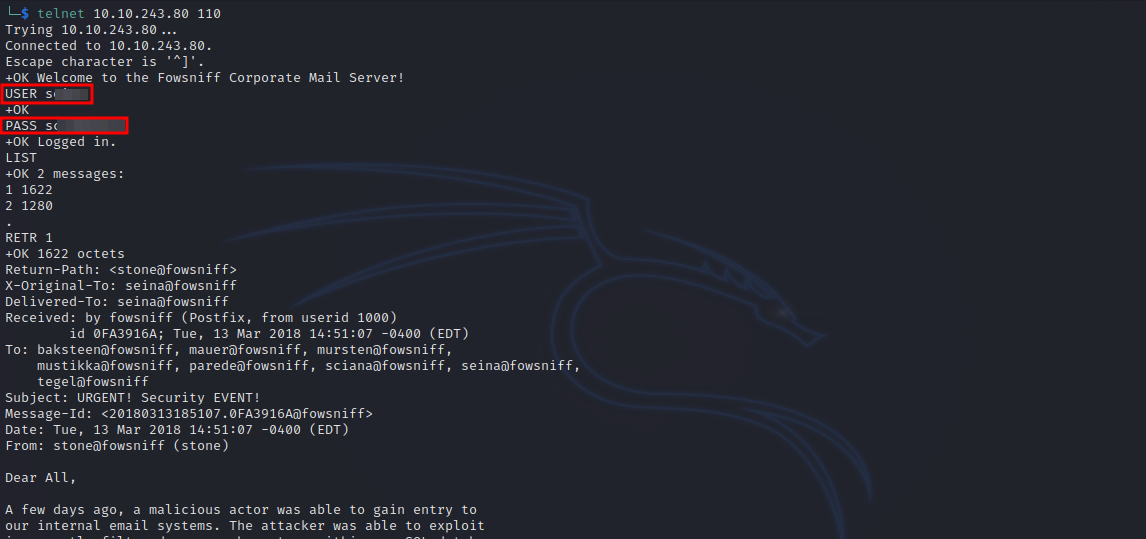 └─$ telnet 10.10.243.80 110
Trying 10.10.243.80...
Connected to 10.10.243.80.
Escape character is '^]'.
+OK Welcome to the Fowsniff Corporate Mail Server!
USER
+OK
PASS
+OK Logged in.
LIST
+OK 2 messages:
1 1622
2 1280
.
RETR 1
+OK 1622 octets
Return-Path: <stone@fowsniff>
X-Original-To: seina@fowsniff
Delivered-To: seina@fowsniff
Received: by fowsniff (Postfix, from userid 1000)
id 0FA3916A; Tue, 13 Mar 2018 14:51:07 -0400 (EDT)
To: baksteen@fowsniff, mauer@fowsniff, mursten@fowsniff,
mustikka@fowsniff, parede@fowsniff, sciana@fowsniff, seina@fowsniff,
tegel@fowsniff
Subject: URGENT! Security EVENT!
Message-Id: <20180313185107.0FA3916A@fowsniff>
Date: Tue, 13 Mar 2018 14:51:07 -0400 (EDT)
From: stone@fowsniff (stone)
Dear All,
A few days ago, a malicious actor was able to gain entry to
our internal email systems. The attacker was able to exploit